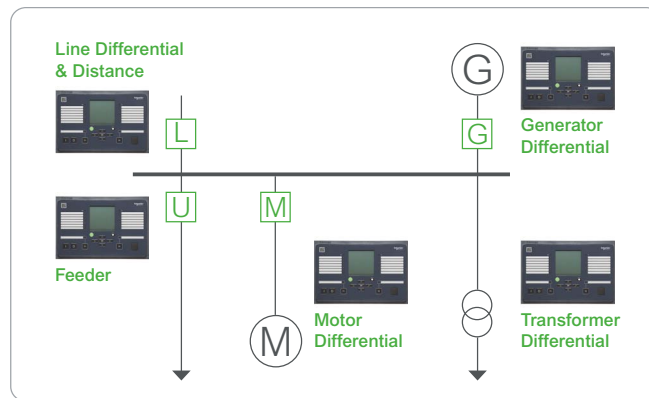 Line Differential
& Distance
L
G
G
Generator
Differential
U
M
Feeder
M
Motor
Differential
Transformer
Differential